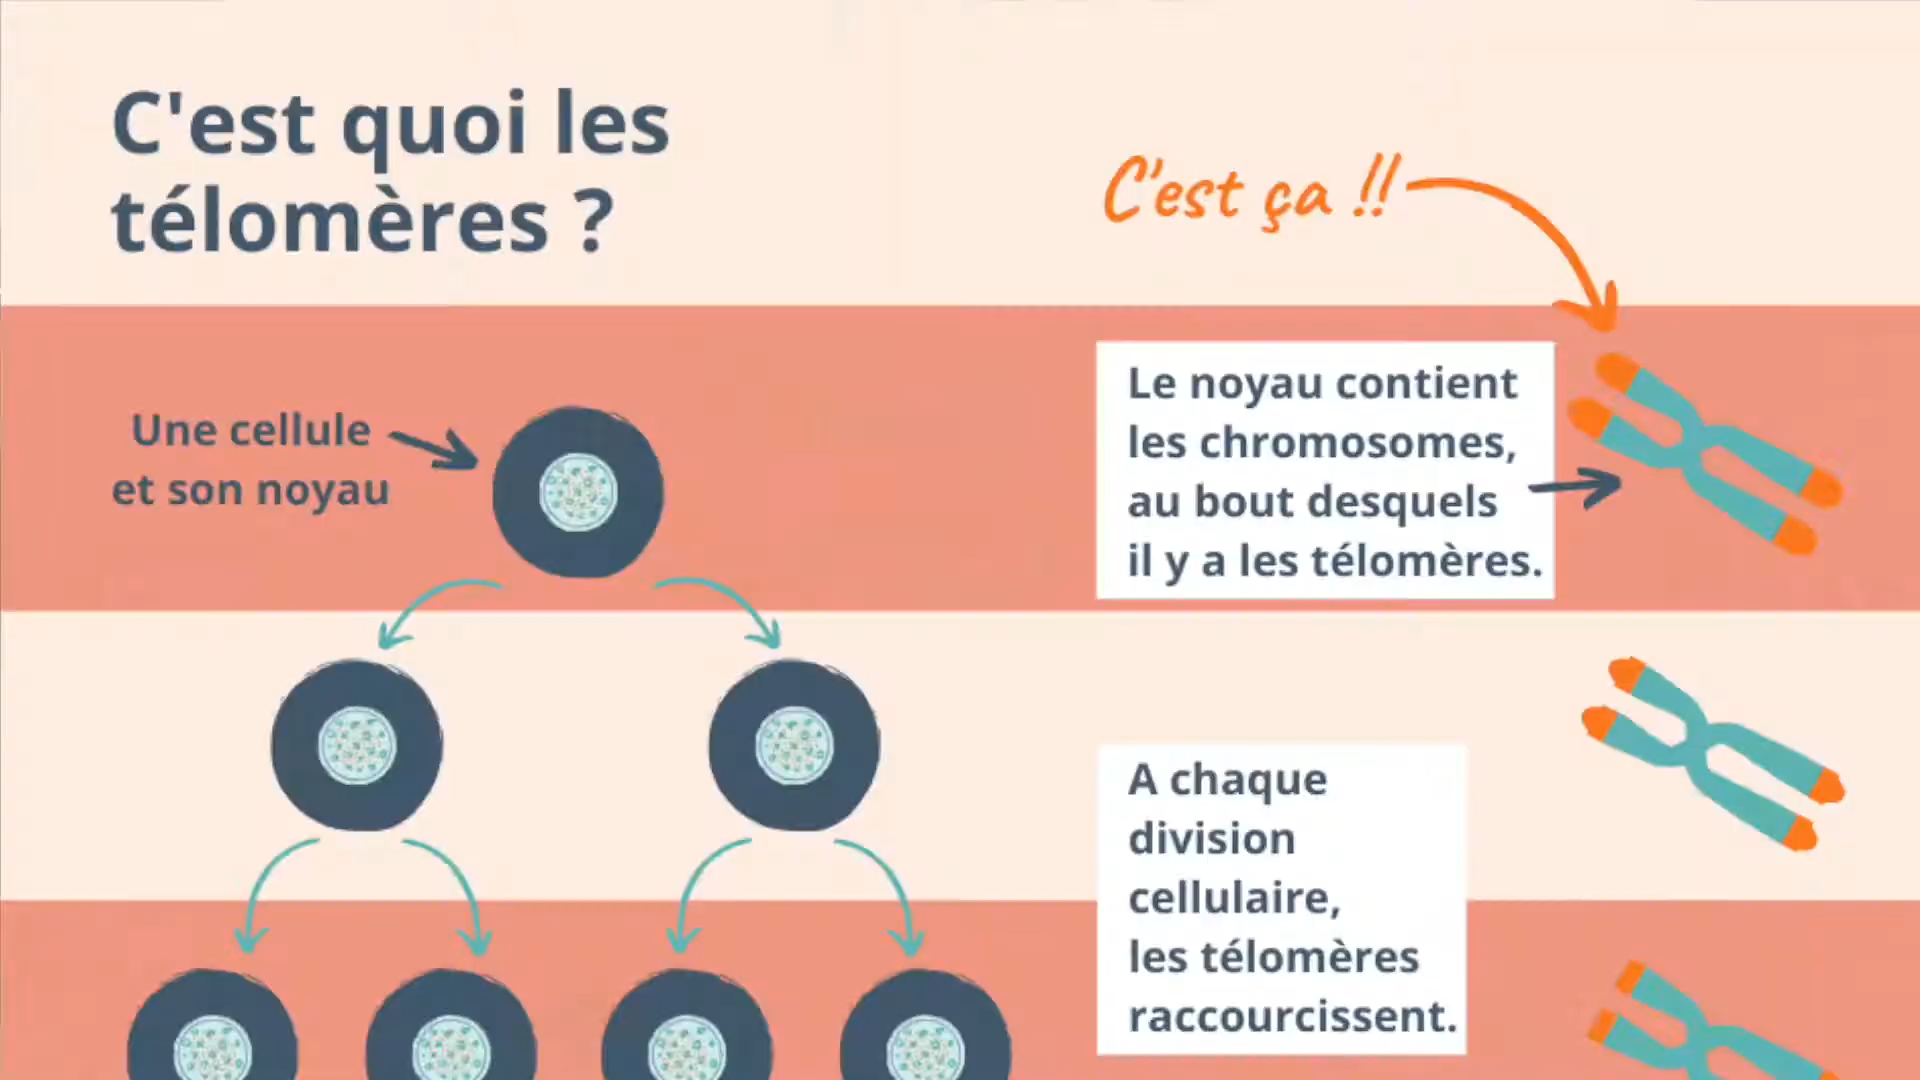 C'est quoi les
télomères ?
C'est ça !!
Une cellule
et son noyau
Le noyau contient
les chromosomes,
au bout desquels
il y a les télomères.
A chaque
division
cellulaire,
les télomères
raccourcissent.